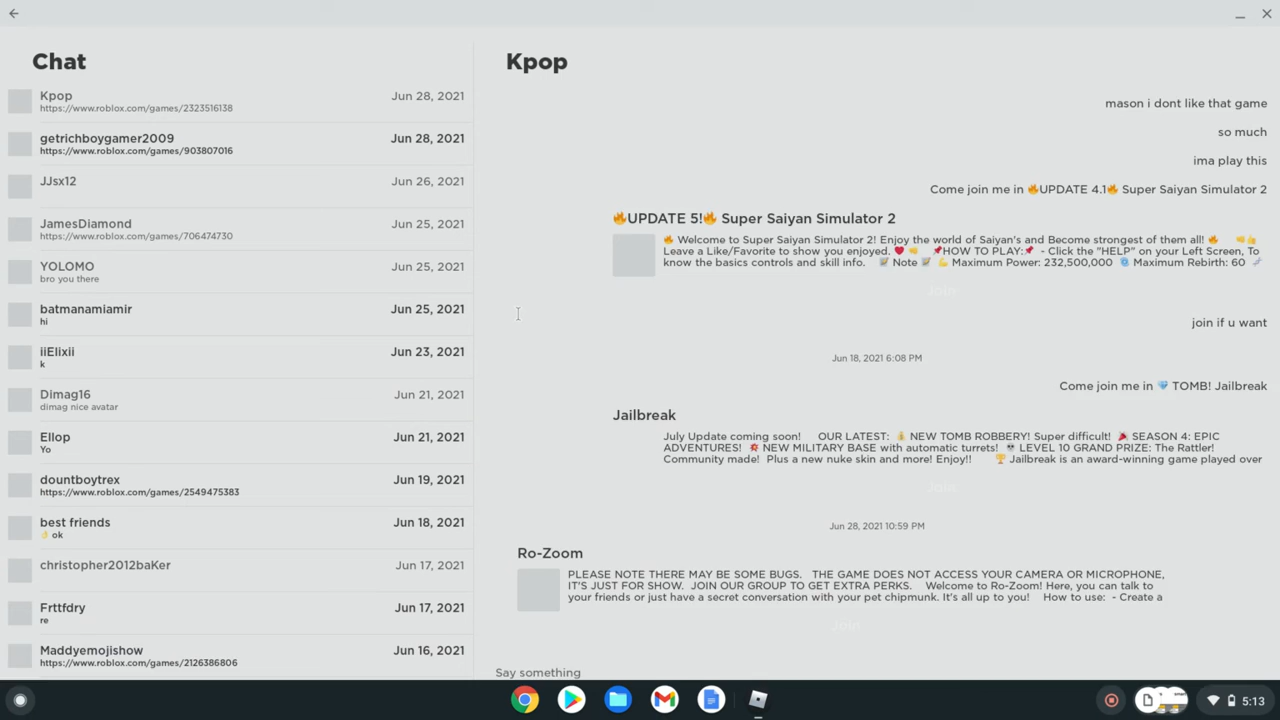 Chat
Kpop
Jun 28, 2021
https://www.roblox.com/games/2323516138
getrichboygamer2009
Jun 28, 2021
https://www.roblox.com/games/903807016
JJsx12
Jun 26, 2021
JamesDiamond
Jun 25, 2021
https://www.roblox.com/games/706474730
YOLOMO
Jun 25, 2021
bro you there
batmanamiamir
Jun 25, 2021
hi
iiElixii
Jun 23, 2021
k
Dimag16
Jun 21, 2021
dimag nice avatar
Ellop
Jun 21, 2021
Yo
dountboytrex
Jun 19, 2021
https://www.roblox.com/games/2549475383
best friends
Jun 18, 2021
👌 ok
christopher2012baKer
Jun 17, 2021
Frttfdry
Jun 17, 2021
re
Maddyemojishow
Jun 16, 2021
https://www.roblox.com/games/2126386806
Kpop
mason i dont like that game
so much
ima play this
Come join me in 🔥UPDATE 4.1🔥 Super Saiyan Simulator 2
🔥UPDATE 5!🔥 Super Saiyan Simulator 2
🔥 Welcome to Super Saiyan Simulator 2! Enjoy the world of Saiyan's and Become strongest of them all! 🔥 👊👍
Leave a Like/Favorite to show you enjoyed. ❤️ 👊 📌HOW TO PLAY:📌 - Click the "HELP" on your Left Screen, To
know the basics controls and skill info. 📝 Note 📝 💪 Maximum Power: 232,500,000 🌀 Maximum Rebirth: 60
Join
join if u want
Jun 18, 2021 6:08 PM
Come join me in 💎 TOMB! Jailbreak
Jailbreak
July Update coming soon! OUR LATEST: 💰 NEW TOMB ROBBERY! Super difficult! 🎉 SEASON 4: EPIC
ADVENTURES! 💥 NEW MILITARY BASE with automatic turrets! 💀 LEVEL 10 GRAND PRIZE: The Rattler!
Community made! Plus a new nuke skin and more! Enjoy!! 🏆 Jailbreak is an award-winning game played over
Join
Jun 28, 2021 10:59 PM
Ro-Zoom
PLEASE NOTE THERE MAY BE SOME BUGS. THE GAME DOES NOT ACCESS YOUR CAMERA OR MICROPHONE,
IT'S JUST FOR SHOW. JOIN OUR GROUP TO GET EXTRA PERKS. Welcome to Ro-Zoom! Here, you can talk to
your friends or just have a secret conversation with your pet chipmunk. It's all up to you! How to use: - Create a
Join
Say something
5:13